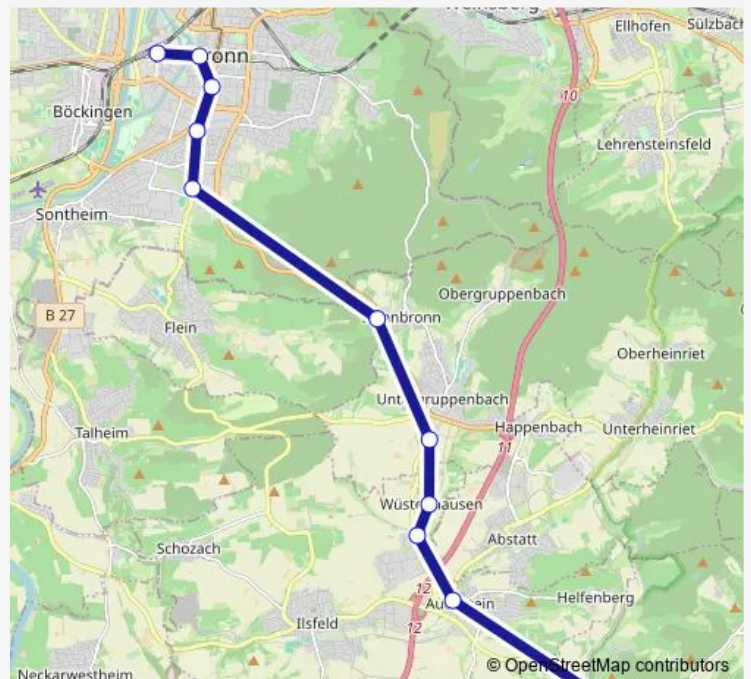 Ellhofen
Sülzbach
10
Böckingen
Lehrensteinsfeld
Sontheim
Obergruppenbach
B 27
Flein
Oberheinriet
Talheim
Happenbach
Unterheinriet
11
Schozach
Abstatt
12
Helfenberg
Ilsfeld
12
© OpenStreetMap contributors
Neckarwestheim